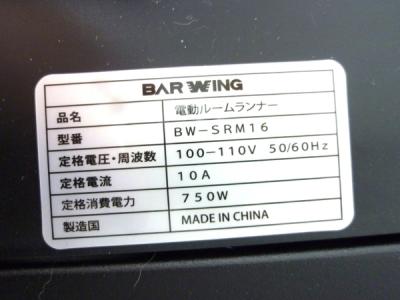 BARWING
品名 電動ルームランナー
型番 BW-SRM16
定格電圧・周波数 100-110V 50/60Hz
定格電流 10A
定格消費電力 750W
製造国 MADE IN CHINA